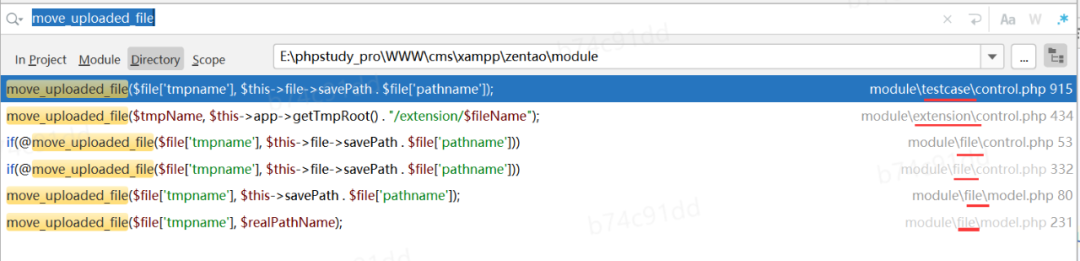 move_uploaded_file
Aa W .*
In Project Module Directory Scope E:\phpstudy_pro\WWW\cms\xampp\zentao\module ...
move_uploaded_file($file['tmpname'], $this->file->savePath . $file['pathname']); module\testcase\control.php 915
move_uploaded_file($tmpName, $this->app->getTmpRoot() . "/extension/$fileName"); module\extension\control.php 434
if(@move_uploaded_file($file['tmpname'], $this->file->savePath . $file['pathname'])) module\file\control.php 53
if(@move_uploaded_file($file['tmpname'], $this->file->savePath . $file['pathname'])) module\file\control.php 332
move_uploaded_file($file['tmpname'], $this->savePath . $file['pathname']); module\file\model.php 80
move_uploaded_file($file['tmpname'], $realPathName); module\file\model.php 231
b74c91dd